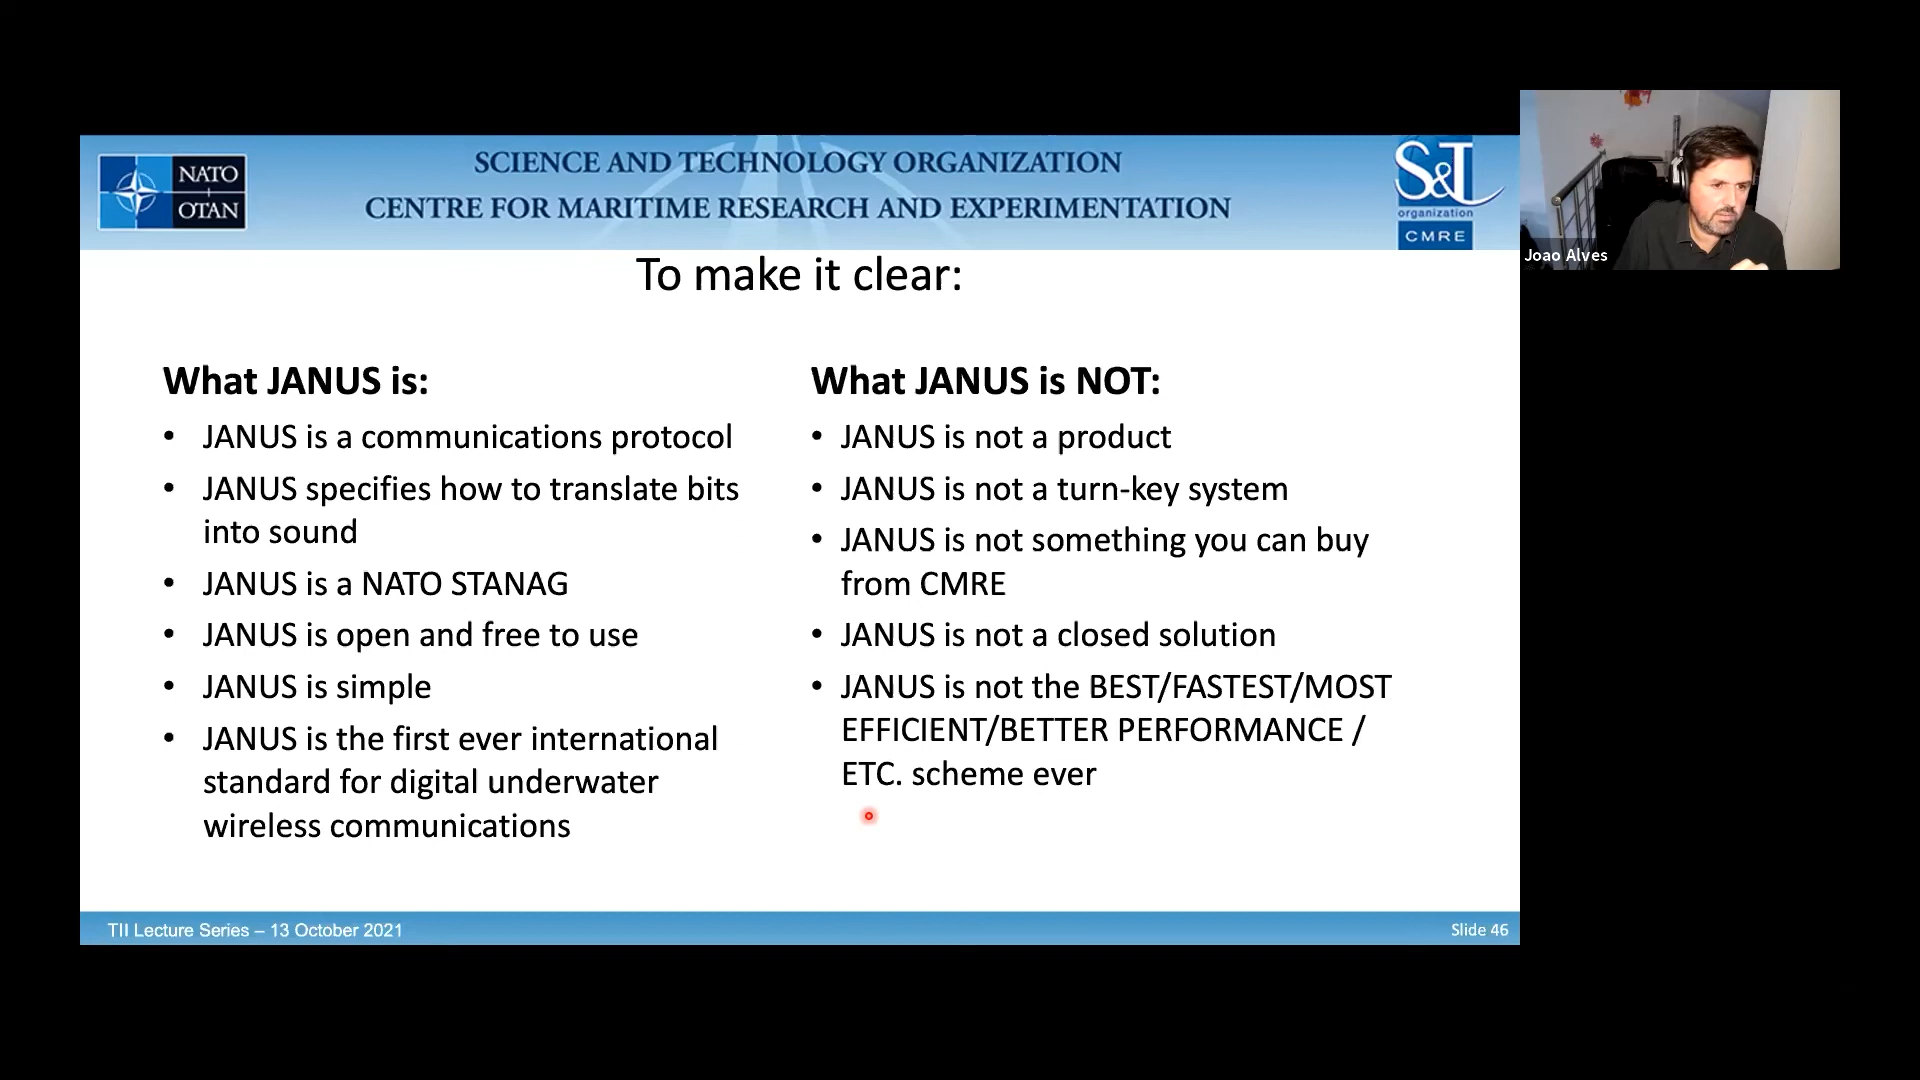 NATO
OTAN
SCIENCE AND TECHNOLOGY ORGANIZATION
CENTRE FOR MARITIME RESEARCH AND EXPERIMENTATION
S&T
organization
CMRE
Joao Alves
To make it clear:
What JANUS is:
• JANUS is a communications protocol
• JANUS specifies how to translate bits
into sound
• JANUS is a NATO STANAG
• JANUS is open and free to use
• JANUS is simple
• JANUS is the first ever international
standard for digital underwater
wireless communications
What JANUS is NOT:
• JANUS is not a product
• JANUS is not a turn-key system
• JANUS is not something you can buy
from CMRE
• JANUS is not a closed solution
• JANUS is not the BEST/FASTEST/MOST
EFFICIENT/BETTER PERFORMANCE /
ETC. scheme ever
TII Lecture Series – 13 October 2021
Slide 46